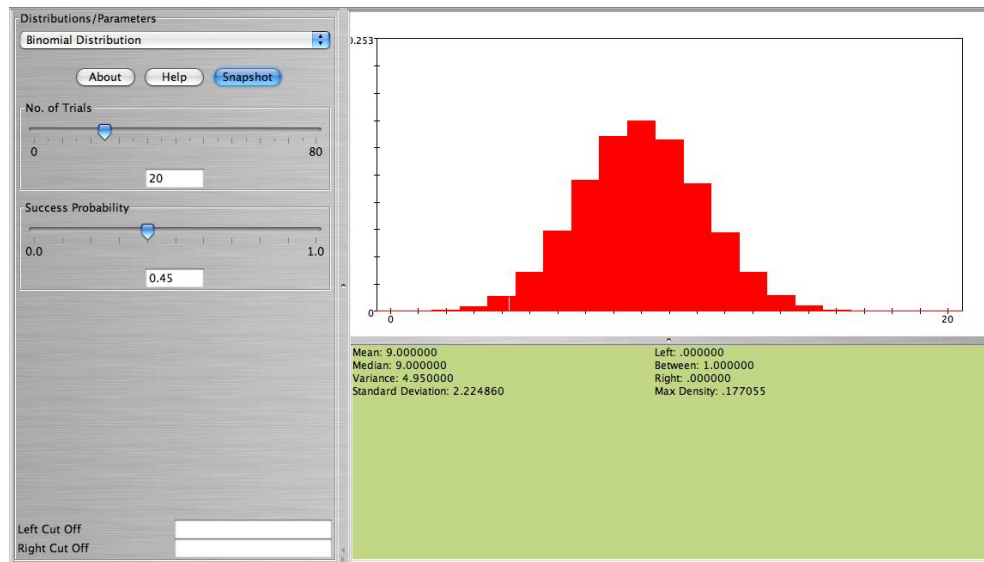 Distributions/Parameters
Binomial Distribution
About Help Snapshot
No. of Trials
0 80
20
Success Probability
0.0 1.0
0.45
Left Cut Off
Right Cut Off
0.253
0
0 20
Mean: 9.000000
Median: 9.000000
Variance: 4.950000
Standard Deviation: 2.224860
Left: .000000
Between: 1.000000
Right: .000000
Max Density: .177055